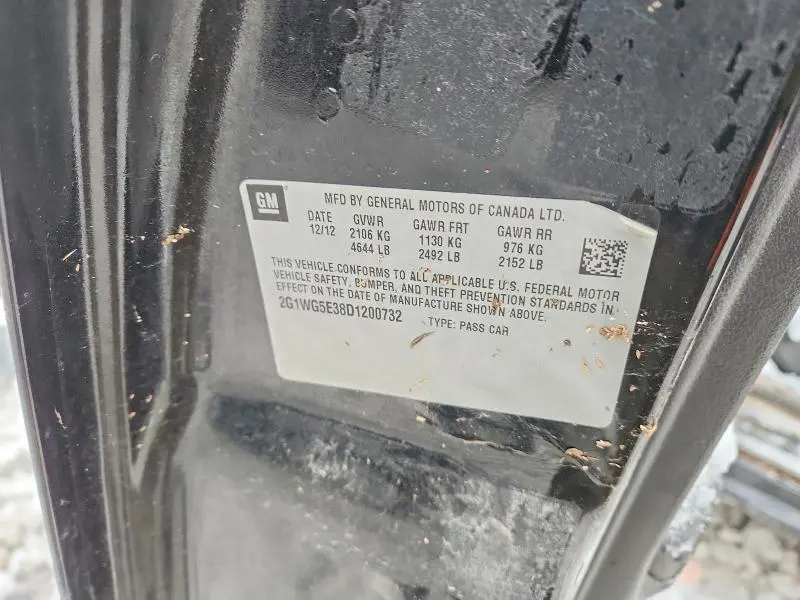 GM
MFD BY GENERAL MOTORS OF CANADA LTD.
DATE GVWR GAWR FRT GAWR RR
12/12 2106 KG 1130 KG 976 KG
4644 LB 2492 LB 2152 LB
THIS VEHICLE CONFORMS TO ALL APPLICABLE U.S. FEDERAL MOTOR
VEHICLE SAFETY, BUMPER, AND THEFT PREVENTION STANDARDS IN
EFFECT ON THE DATE OF MANUFACTURE SHOWN ABOVE.
2G1WG5E38D1200732 TYPE: PASS CAR